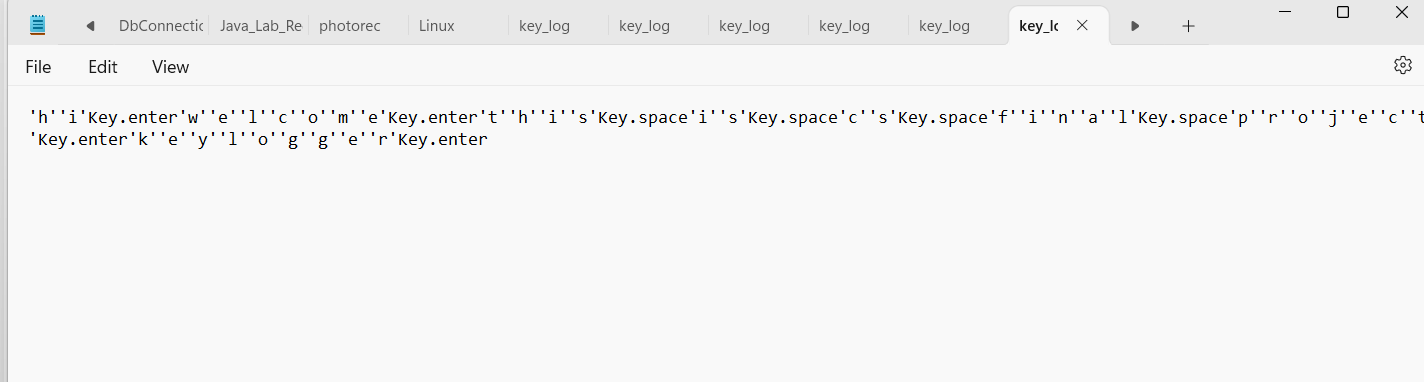 DbConnectic Java_Lab_Re photorec Linux key_log key_log key_log key_log key_log key_lo
File Edit View
'h''i'Key.enter'w''e''l''c''o''m''e'Key.enter't''h''i''s'Key.space'i''s'Key.space'c''s'Key.space'f''i''n''a''l'Key.space'p''r''o''j''e''c''t
'Key.enter'k''e''y''l''o''g''g''e''r'Key.enter